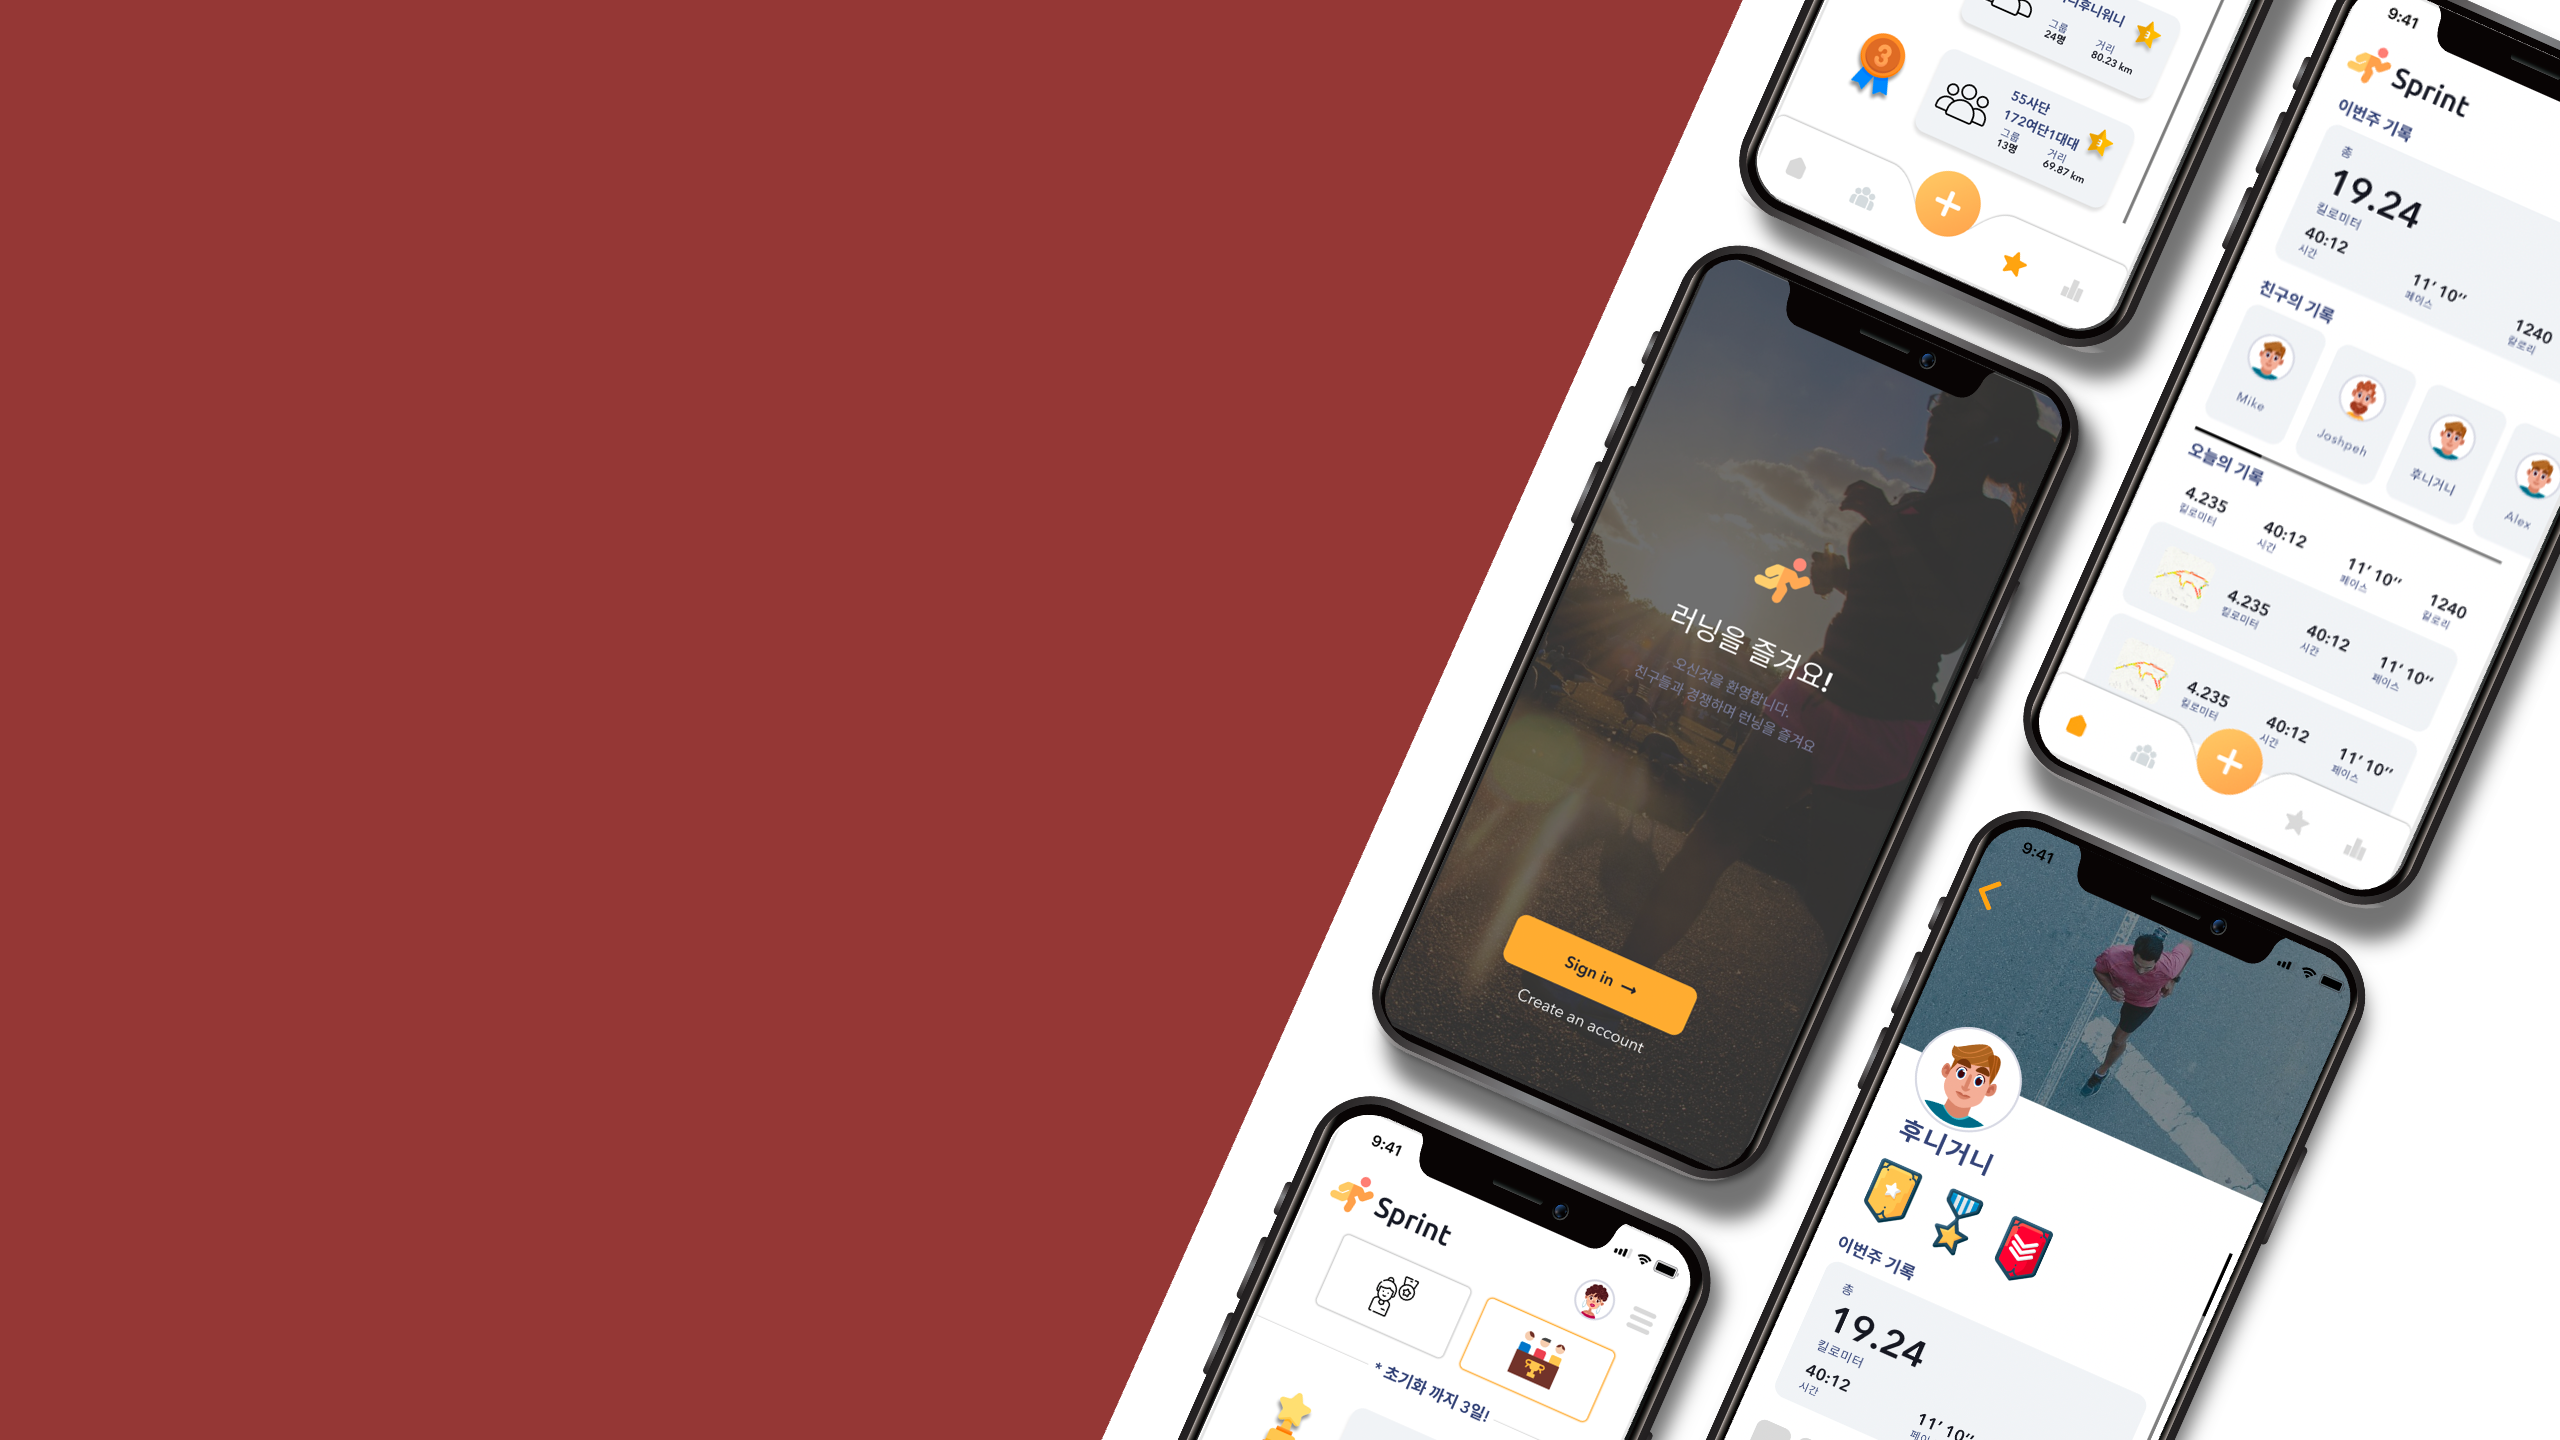 그룹
24명
거리
80.23 km
3
3
55사단
172여단1대대
3
그룹
13명
거리
69.87 km
9:41
Sprint
이번주 기록
총
19.24
킬로미터
40:12
시간
11′ 10″
페이스
1240
칼로리
친구의 기록
Mike
Joshpeh
후니거니
Alex
오늘의 기록
4.235
킬로미터
40:12
시간
11′ 10″
페이스
1240
칼로리
4.235
킬로미터
40:12
시간
11′ 10″
페이스
4.235
킬로미터
40:12
시간
11′ 10″
페이스
러닝을 즐겨요!
오신것을 환영합니다.
친구들과 경쟁하며 런닝을 즐겨요
Sign in →
Create an account
9:41
후니거니
이번주 기록
총
19.24
킬로미터
40:12
시간
11′ 10″
9:41
Sprint
* 초기화 까지 3일!